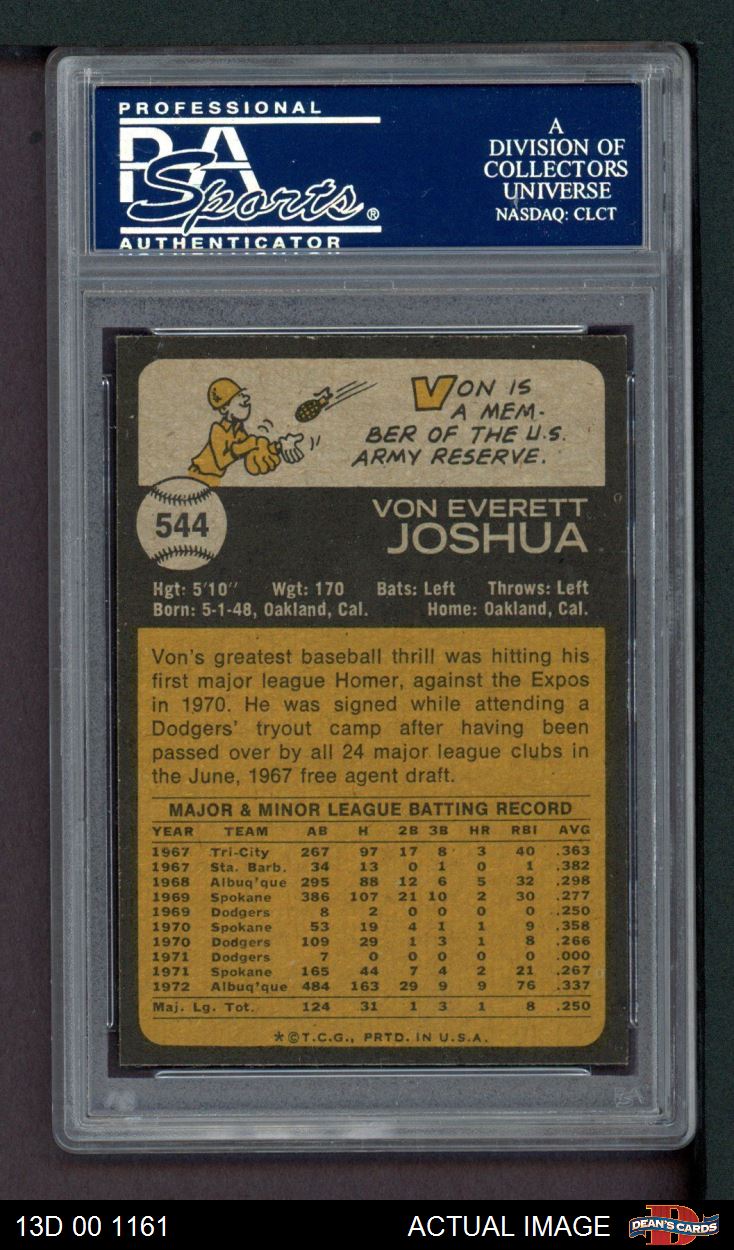 PROFESSIONAL
PSA
Sports®
AUTHENTICATOR
A
DIVISION OF
COLLECTORS
UNIVERSE
NASDAQ: CLCT
VON IS
A MEM-
BER OF THE U.S.
ARMY RESERVE.
544
VON EVERETT
JOSHUA
Hgt: 5'10" Wgt: 170 Bats: Left Throws: Left
Born: 5-1-48, Oakland, Cal. Home: Oakland, Cal.
Von's greatest baseball thrill was hitting his
first major league Homer, against the Expos
in 1970. He was signed while attending a
Dodgers' tryout camp after having been
passed over by all 24 major league clubs in
the June, 1967 free agent draft.
MAJOR & MINOR LEAGUE BATTING RECORD
YEAR TEAM AB H 2B 3B HR RBI AVG
1967 Tri-City 267 97 17 8 3 40 .363
1967 Sta. Barb. 34 13 0 1 0 1 .382
1968 Albuq'que 295 88 12 6 5 32 .298
1969 Spokane 386 107 21 10 2 30 .277
1969 Dodgers 8 2 0 0 0 0 .250
1970 Spokane 53 19 4 1 1 9 .358
1970 Dodgers 109 29 1 3 1 8 .266
1971 Dodgers 7 0 0 0 0 0 .000
1971 Spokane 165 44 7 4 2 21 .267
1972 Albuq'que 484 163 29 9 9 76 .337
Maj. Lg. Tot. 124 31 1 3 1 8 .250
*©T.C.G., PRTD. IN U.S.A.
13D 00 1161 ACTUAL IMAGE DEAN'S CARDS